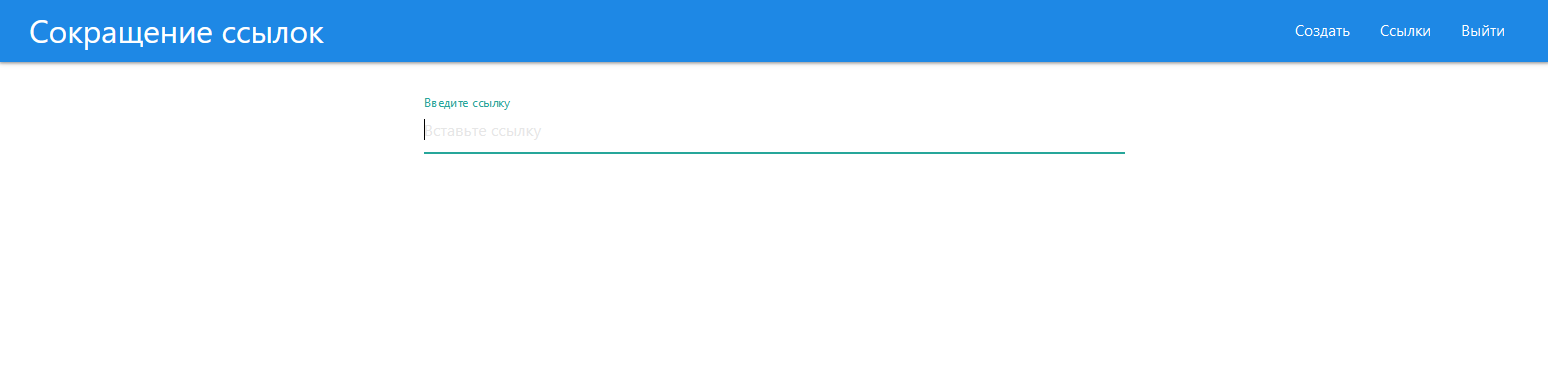 Сокращение ссылок
Создать Ссылки Выйти
Введите ссылку
Вставьте ссылку